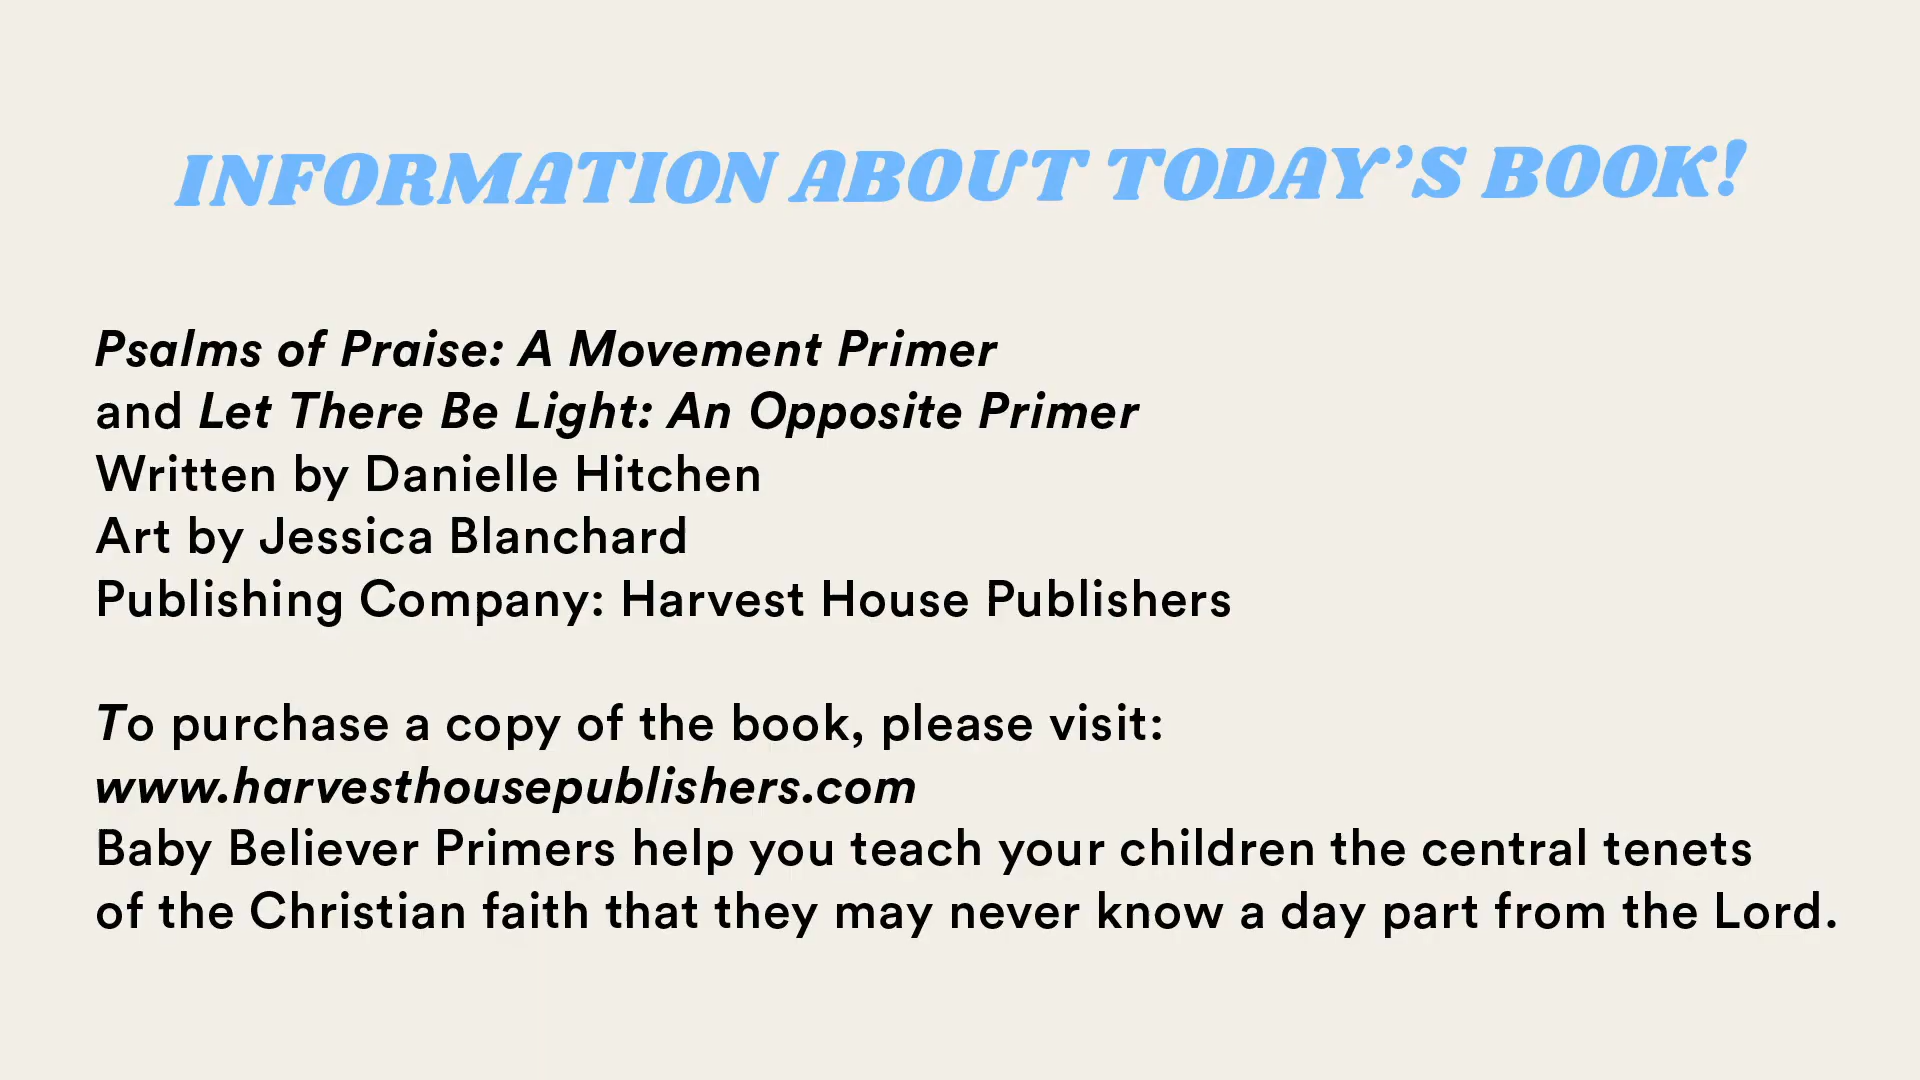 INFORMATION ABOUT TODAY'S BOOK!
Psalms of Praise: A Movement Primer
and Let There Be Light: An Opposite Primer
Written by Danielle Hitchen
Art by Jessica Blanchard
Publishing Company: Harvest House Publishers
To purchase a copy of the book, please visit:
www.harvesthousepublishers.com
Baby Believer Primers help you teach your children the central tenets
of the Christian faith that they may never know a day part from the Lord.